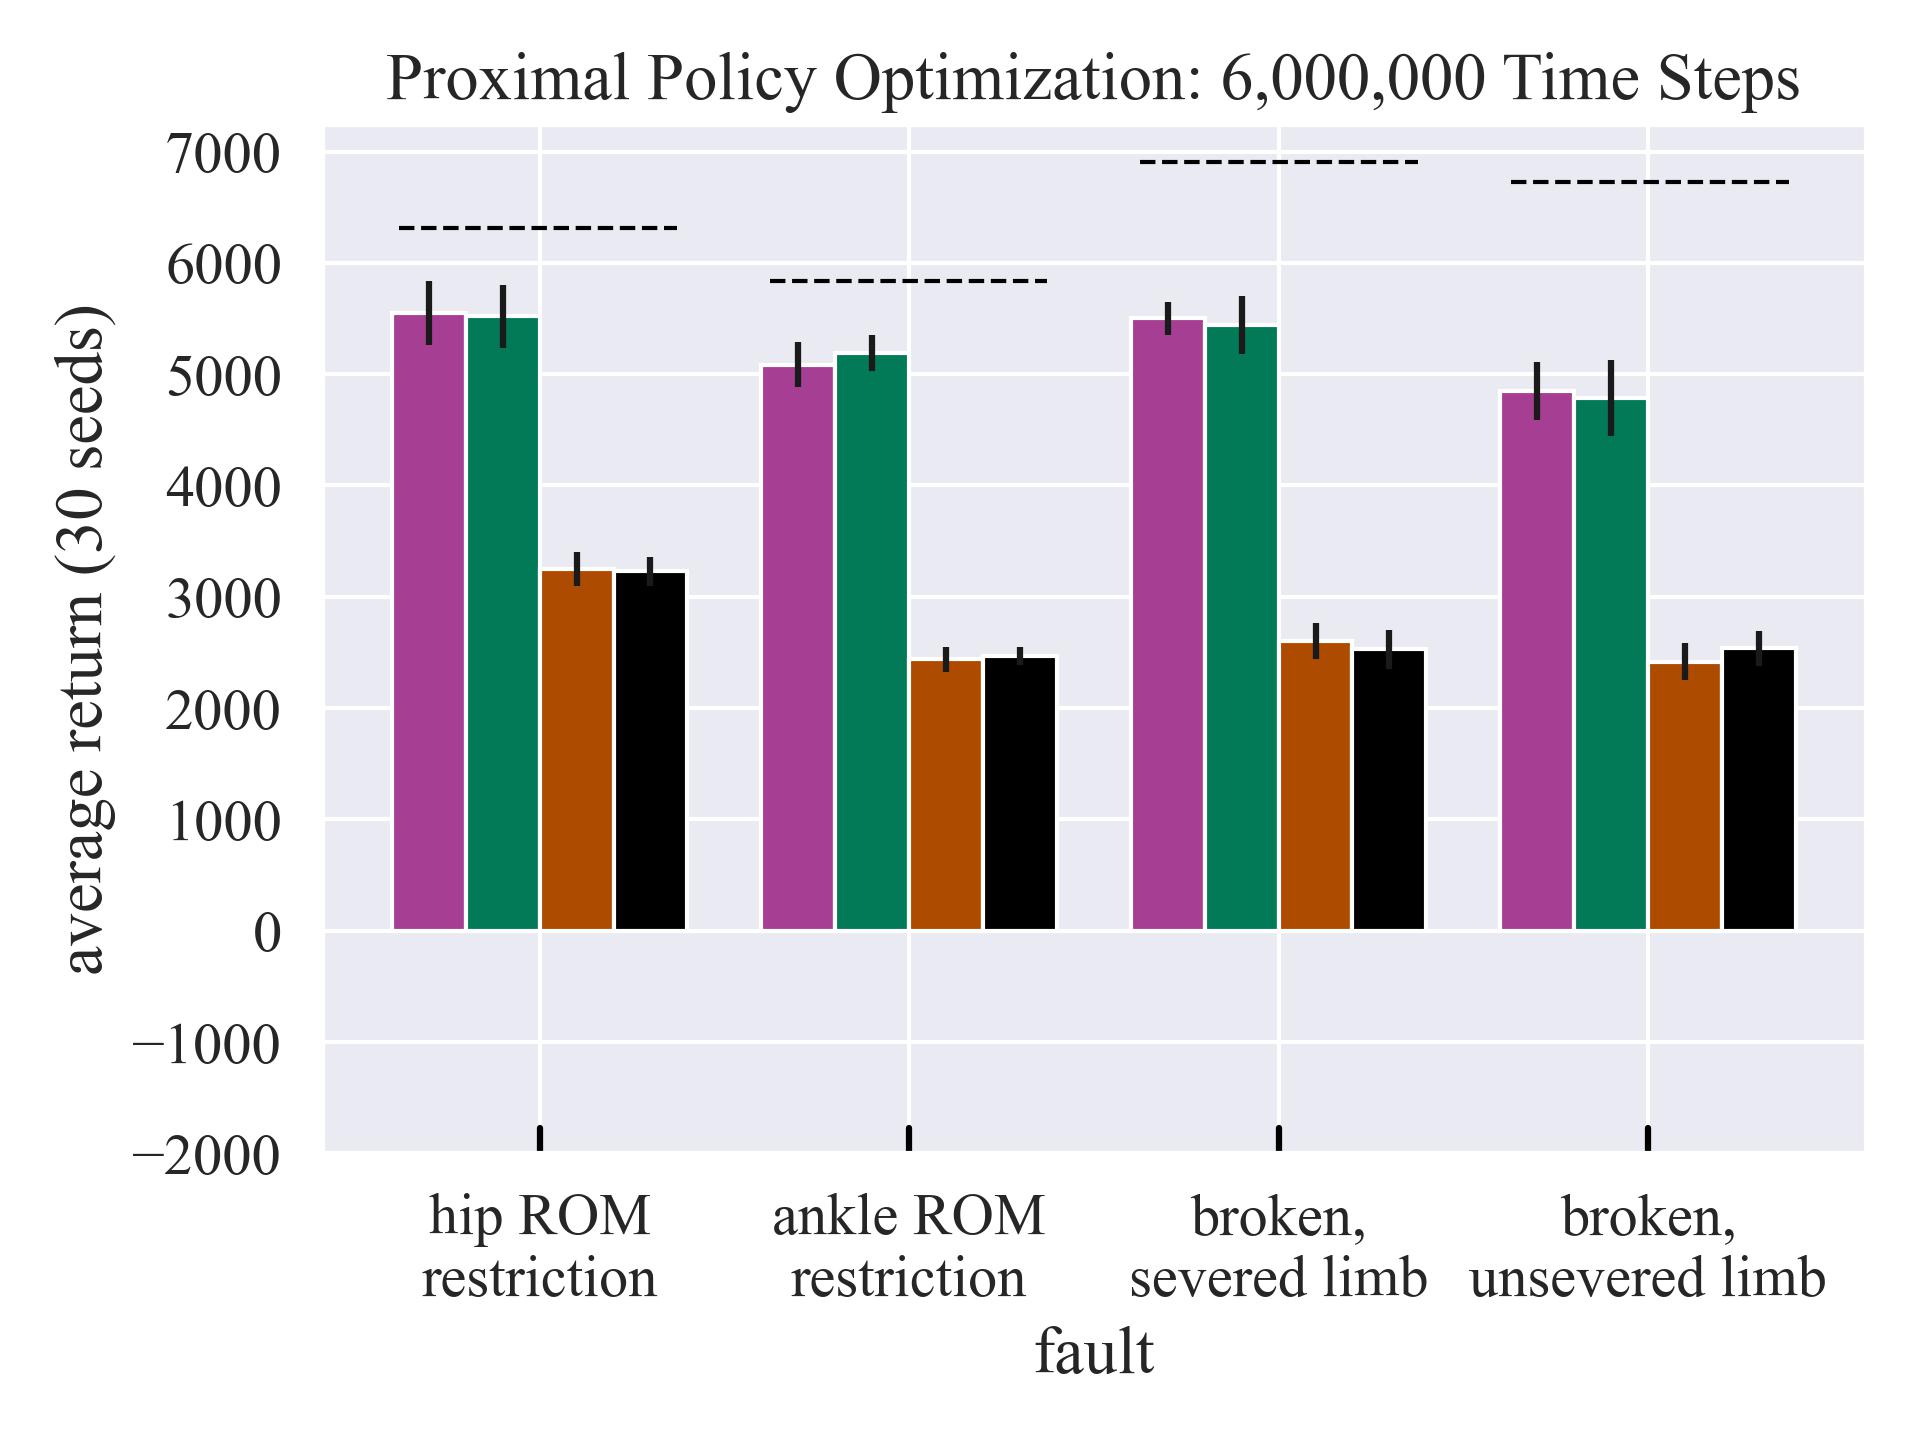 Proximal Policy Optimization: 6,000,000 Time Steps
average return (30 seeds)
7000
6000
5000
4000
3000
2000
1000
0
−1000
−2000
hip ROM
restriction
ankle ROM
restriction
broken,
severed limb
broken,
unsevered limb
fault